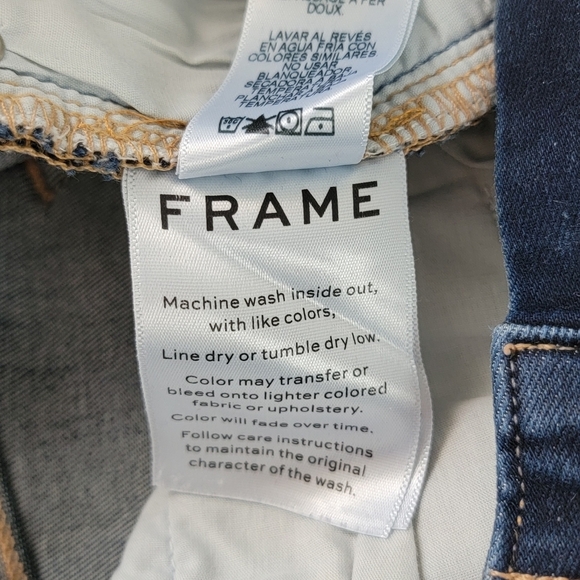 DOUX.
LAVAR AL REVÉS
EN AGUA FRÍA CON
COLORES SIMILARES
NO USAR
BLANQUEADOR
FRAME
Machine wash inside out,
with like colors,
Line dry or tumble dry low.
Color may transfer or
bleed onto lighter colored
fabric or upholstery.
Color will fade over time.
Follow care instructions
to maintain the original
character of the wash.